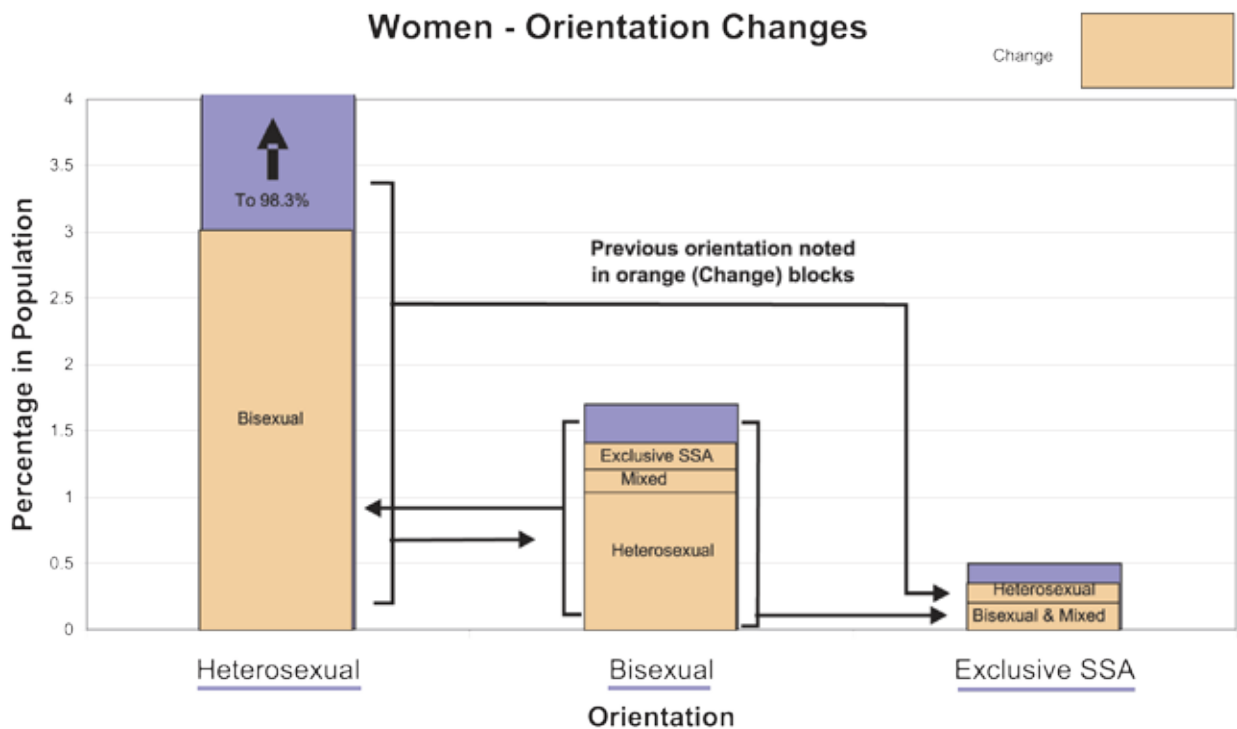 Women - Orientation Changes
Change
4
3.5
3
2.5
2
1.5
1
0.5
0
Percentage in Population
To 98.3%
Bisexual
Previous orientation noted
in orange (Change) blocks
Exclusive SSA
Mixed
Heterosexual
Heterosexual
Bisexual & Mixed
Heterosexual
Bisexual
Exclusive SSA
Orientation